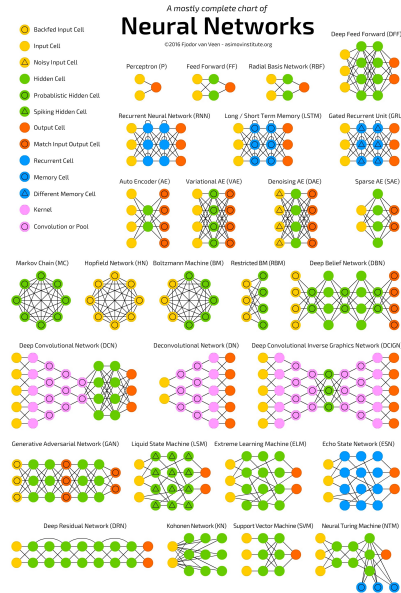 A mostly complete chart of
Neural Networks
©2016 Fjodor van Veen - asimovinstitute.org
Backfed Input Cell
Input Cell
Noisy Input Cell
Hidden Cell
Probablistic Hidden Cell
Spiking Hidden Cell
Output Cell
Match Input Output Cell
Recurrent Cell
Memory Cell
Different Memory Cell
Kernel
Convolution or Pool
Deep Feed Forward (DFF)
Perceptron (P)
Feed Forward (FF)
Radial Basis Network (RBF)
Recurrent Neural Network (RNN)
Long / Short Term Memory (LSTM)
Gated Recurrent Unit (GRU)
Auto Encoder (AE)
Variational AE (VAE)
Denoising AE (DAE)
Sparse AE (SAE)
Markov Chain (MC)
Hopfield Network (HN)
Boltzmann Machine (BM)
Restricted BM (RBM)
Deep Belief Network (DBN)
Deep Convolutional Network (DCN)
Deconvolutional Network (DN)
Deep Convolutional Inverse Graphics Network (DCIGN
Generative Adversarial Network (GAN)
Liquid State Machine (LSM)
Extreme Learning Machine (ELM)
Echo State Network (ESN)
Deep Residual Network (DRN)
Kohonen Network (KN)
Support Vector Machine (SVM)
Neural Turing Machine (NTM)